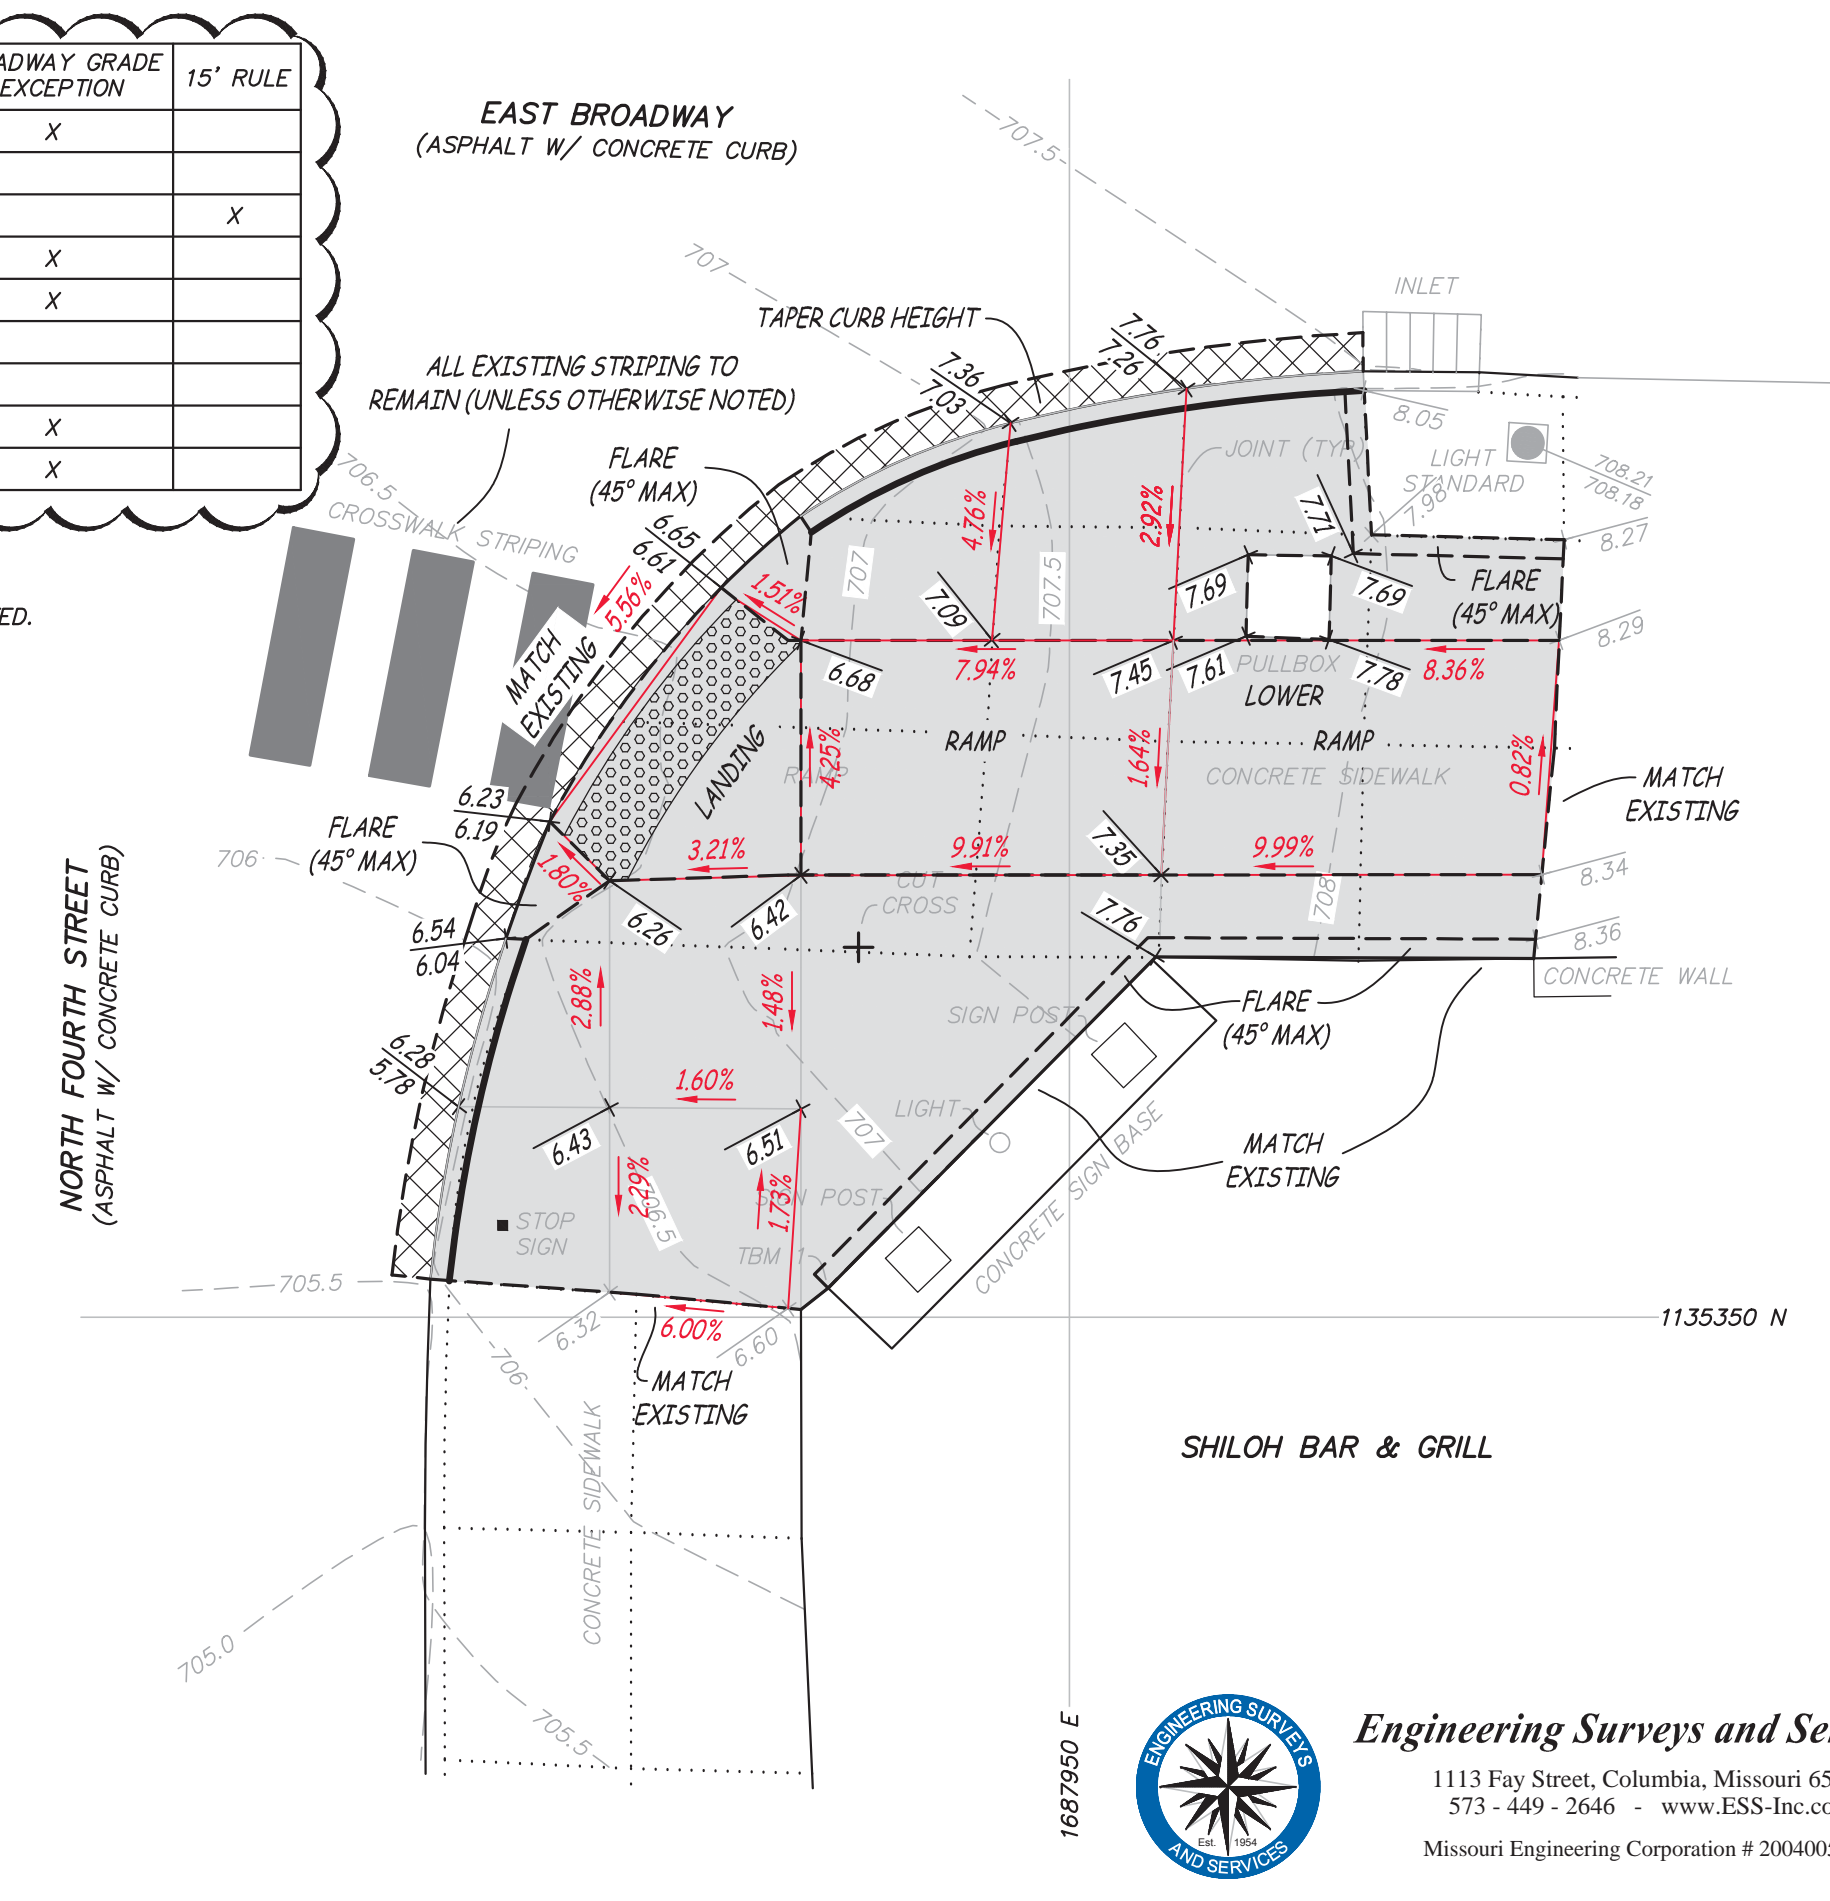 ADWAY GRADE
EXCEPTION
15' RULE
X
X
X
X
X
X
ED.
EAST BROADWAY
(ASPHALT W/ CONCRETE CURB)
707.5
707
INLET
TAPER CURB HEIGHT
7.76
7.26
7.36
7.03
ALL EXISTING STRIPING TO
REMAIN (UNLESS OTHERWISE NOTED)
8.05
JOINT (TYP)
LIGHT
STANDARD
708.21
708.18
FLARE
(45° MAX)
706.5
CROSSWALK STRIPING
6.65
6.61
5.56%
4.76%
2.92%
7.71
7.98
8.27
707
707.5
1.51%
7.09
7.69
7.69
FLARE
(45° MAX)
8.29
MATCH
EXISTING
6.68
7.94%
7.45
7.61
PULLBOX
LOWER
7.78
8.36%
LANDING
RAMP
4.25%
RAMP
1.64%
RAMP
CONCRETE SIDEWALK
0.82%
MATCH
EXISTING
6.23
6.19
FLARE
(45° MAX)
706
1.80%
3.21%
9.91%
7.35
9.99%
8.34
CUT
CROSS
708
6.26
6.42
7.76
8.36
6.54
6.04
CONCRETE WALL
NORTH FOURTH STREET
(ASPHALT W/ CONCRETE CURB)
2.88%
1.48%
SIGN POST
FLARE
(45° MAX)
6.28
5.78
1.60%
LIGHT
707
6.43
6.51
MATCH
EXISTING
2.29%
706.5
1.73%
SIGN POST
CONCRETE SIGN BASE
STOP
SIGN
TBM 1
705.5
6.32
6.00%
6.60
1135350 N
706
MATCH
EXISTING
CONCRETE SIDEWALK
SHILOH BAR & GRILL
705.0
705.5
1687950 E
ENGINEERING SURVEYS
AND SERVICES
Est. 1954
Engineering Surveys and Se
1113 Fay Street, Columbia, Missouri 65
573 - 449 - 2646 - www.ESS-Inc.co
Missouri Engineering Corporation # 200400